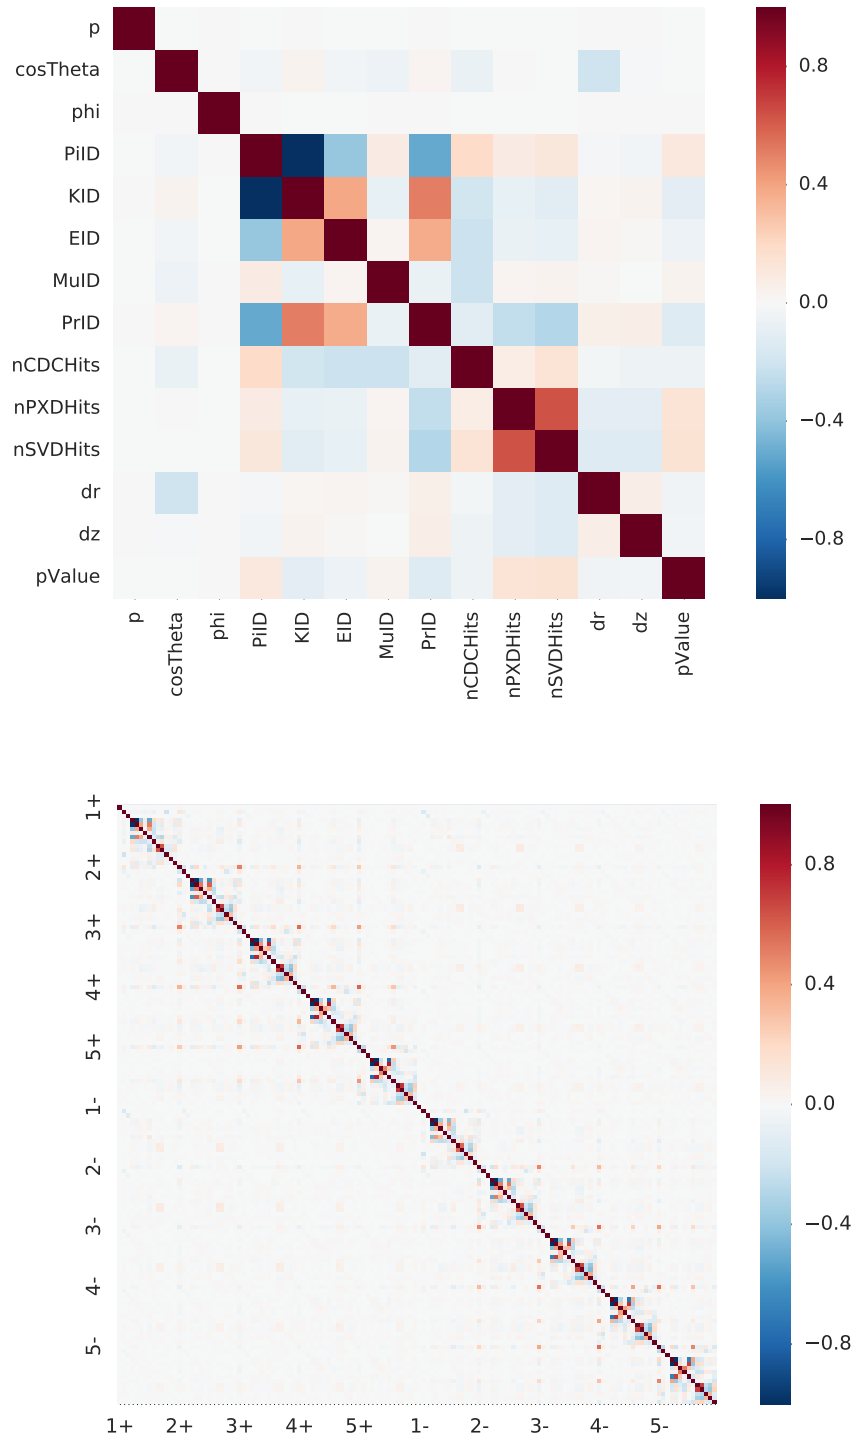 p
cosTheta
phi
PiID
KID
EID
MuID
PrID
nCDCHits
nPXDHits
nSVDHits
dr
dz
pValue
p
cosTheta
phi
PiID
KID
EID
MuID
PrID
nCDCHits
nPXDHits
nSVDHits
dr
dz
pValue
0.8
0.4
0.0
−0.4
−0.8
1+
2+
3+
4+
5+
1-
2-
3-
4-
5-
1+ 2+ 3+ 4+ 5+ 1- 2- 3- 4- 5-
0.8
0.4
0.0
−0.4
−0.8